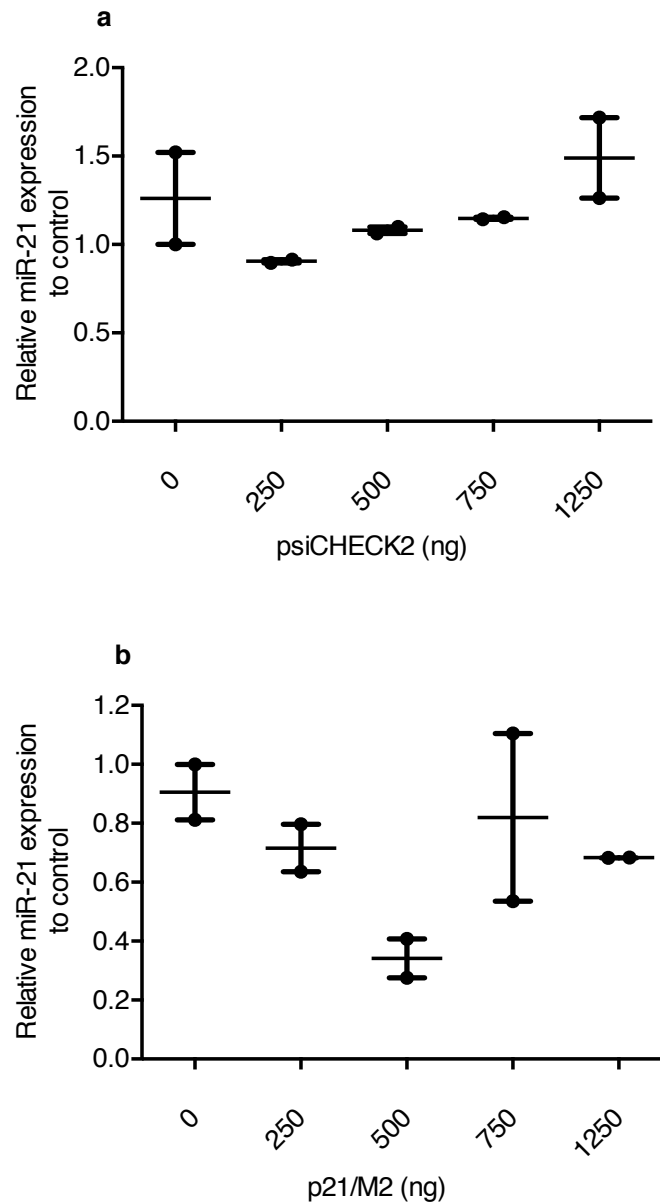 a
Relative miR-21 expression
to control
2.0
1.5
1.0
0.5
0.0
0
250
500
750
1250
psiCHECK2 (ng)
b
Relative miR-21 expression
to control
1.2
1.0
0.8
0.6
0.4
0.2
0.0
0
250
500
750
1250
p21/M2 (ng)